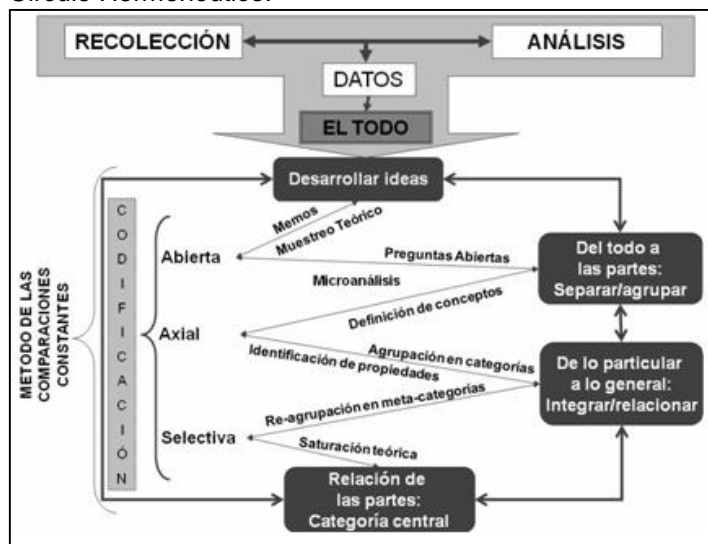 Círculo Hermenéutico.
RECOLECCIÓN
ANÁLISIS
DATOS
EL TODO
Desarrollar ideas
METODO DE LAS
COMPARACIONES
CONSTANTES
CODIFICACIÓN
Abierta
Memos
Muestreo Teórico
Preguntas Abiertas
Del todo a
las partes:
Separar/agrupar
Microanálisis
Definición de conceptos
Axial
Agrupación en categorías
Identificación de propiedades
De lo particular
a lo general:
Integrar/relacionar
Re-agrupación en meta-categorías
Selectiva
Saturación teórica
Relación de
las partes:
Categoría central